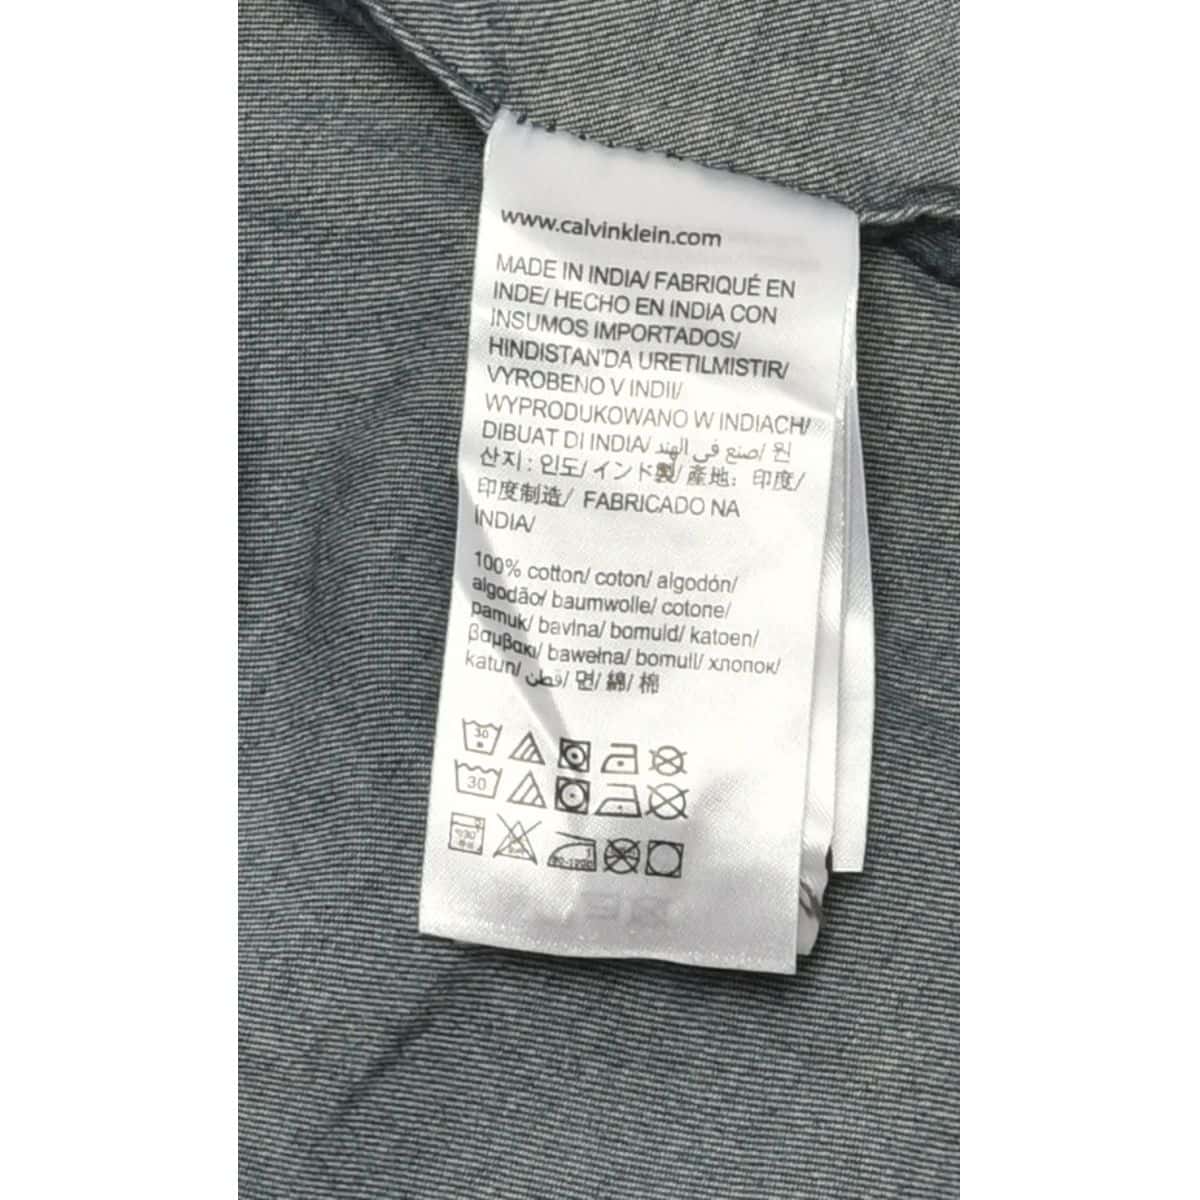 www.calvinklein.com
MADE IN INDIA/ FABRIQUÉ EN
INDE/ HECHO EN INDIA CON
INSUMOS IMPORTADOS/
HINDISTAN'DA URETILMISTIR/
VYROBENO V INDII/
WYPRODUKOWANO W INDIACH/
DIBUAT DI INDIA/ صنع في الهند/ 원
산지: 인도/ インド製/ 產地: 印度/
印度制造/ FABRICADO NA
ÍNDIA/
100% cotton/ coton/ algodón/
algodão/ baumwolle/ cotone/
pamuk/ bavlna/ bomuld/ katoen/
βαμβακι/ bawełna/ bomull/ хлопок/
katun/ قطن/ 면/ 綿/ 棉
30
30